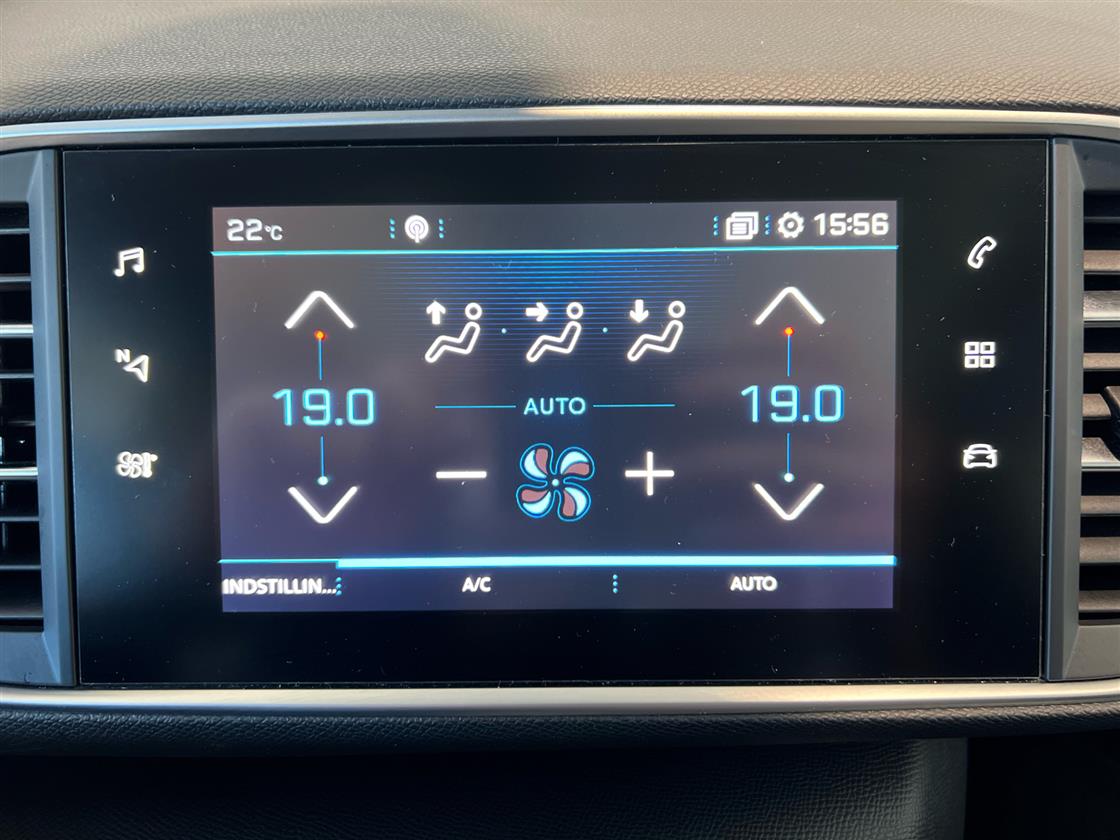 22°C 15:56
N
19.0 19.0
AUTO
INDSTILLIN... A/C AUTO